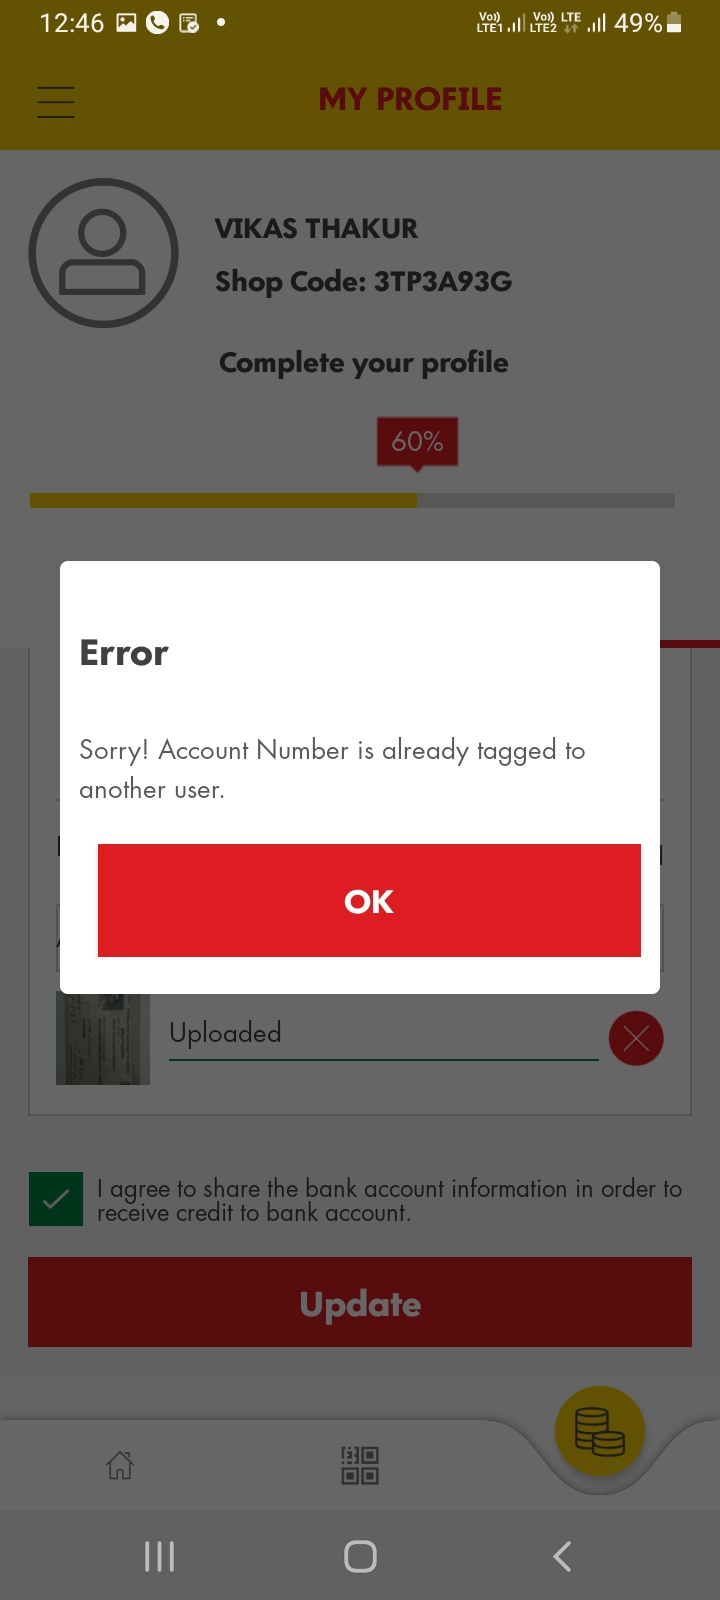 12:46
Vo)) LTE1 Vo)) LTE2 LTE 49%
MY PROFILE
VIKAS THAKUR
Shop Code: 3TP3A93G
Complete your profile
60%
Error
Sorry! Account Number is already tagged to
another user.
OK
Uploaded
I agree to share the bank account information in order to
receive credit to bank account.
Update